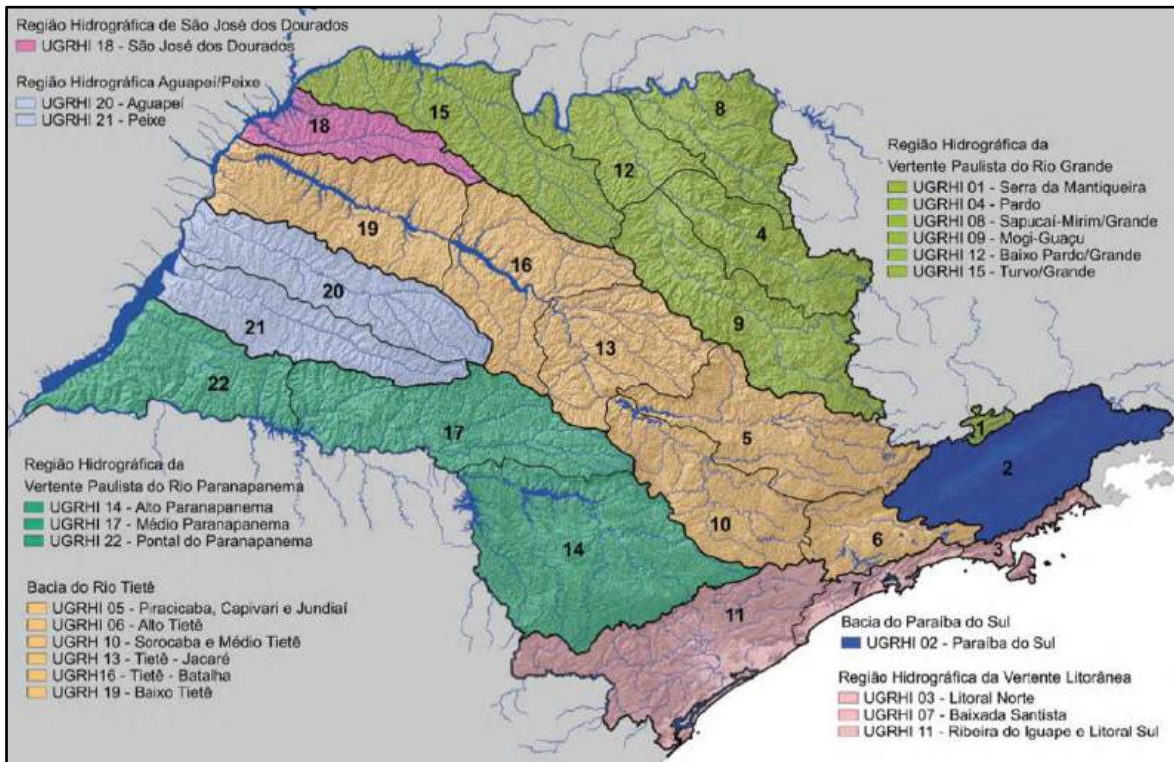 Região Hidrográfica de São José dos Dourados
UGRHI 18 - São José dos Dourados
Região Hidrográfica Aguapeí/Peixe
UGRHI 20 - Aguapeí
UGRHI 21 - Peixe
Região Hidrográfica da
Vertente Paulista do Rio Grande
UGRHI 01 - Serra da Mantiqueira
UGRHI 04 - Pardo
UGRHI 08 - Sapucaí-Mirim/Grande
UGRHI 09 - Mogi-Guaçu
UGRHI 12 - Baixo Pardo/Grande
UGRHI 15 - Turvo/Grande
15
8
18
12
19
16
4
20
9
21
13
22
17
5
1
2
14
10
6
3
7
11
Região Hidrográfica da
Vertente Paulista do Rio Paranapanema
UGRHI 14 - Alto Paranapanema
UGRHI 17 - Médio Paranapanema
UGRHI 22 - Pontal do Paranapanema
Bacia do Rio Tietê
UGRHI 05 - Piracicaba, Capivari e Jundiaí
UGRHI 06 - Alto Tietê
UGRH 10 - Sorocaba e Médio Tietê
UGRH 13 - Tietê - Jacaré
UGRH16 - Tietê - Batalha
UGRH 19 - Baixo Tietê
Bacia do Paraíba do Sul
UGRHI 02 - Paraíba do Sul
Região Hidrográfica da Vertente Litorânea
UGRHI 03 - Litoral Norte
UGRHI 07 - Baixada Santista
UGRHI 11 - Ribeira do Iguape e Litoral Sul